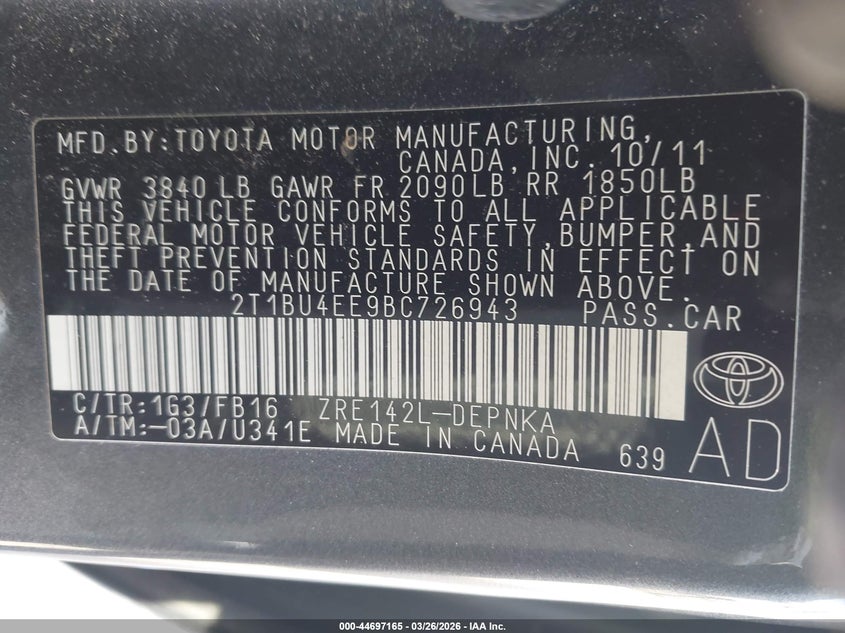 MFD.BY:TOYOTA MOTOR MANUFACTURING,
CANADA,INC. 10/11
GVWR 3840 LB GAWR FR 2090LB RR 1850LB
THIS VEHICLE CONFORMS TO ALL APPLICABLE
FEDERAL MOTOR VEHICLE SAFETY,BUMPER,AND
THEFT PREVENTION STANDARDS IN EFFECT ON
THE DATE OF MANUFACTURE SHOWN ABOVE.
2T1BU4EE9BC726943 PASS.CAR
C/TR:1G3/FB16 ZRE142L-DEPNKA
A/TM:-03A/U341E MADE IN CANADA 639 AD
000-44697165 - 03/26/2026 - IAA Inc.